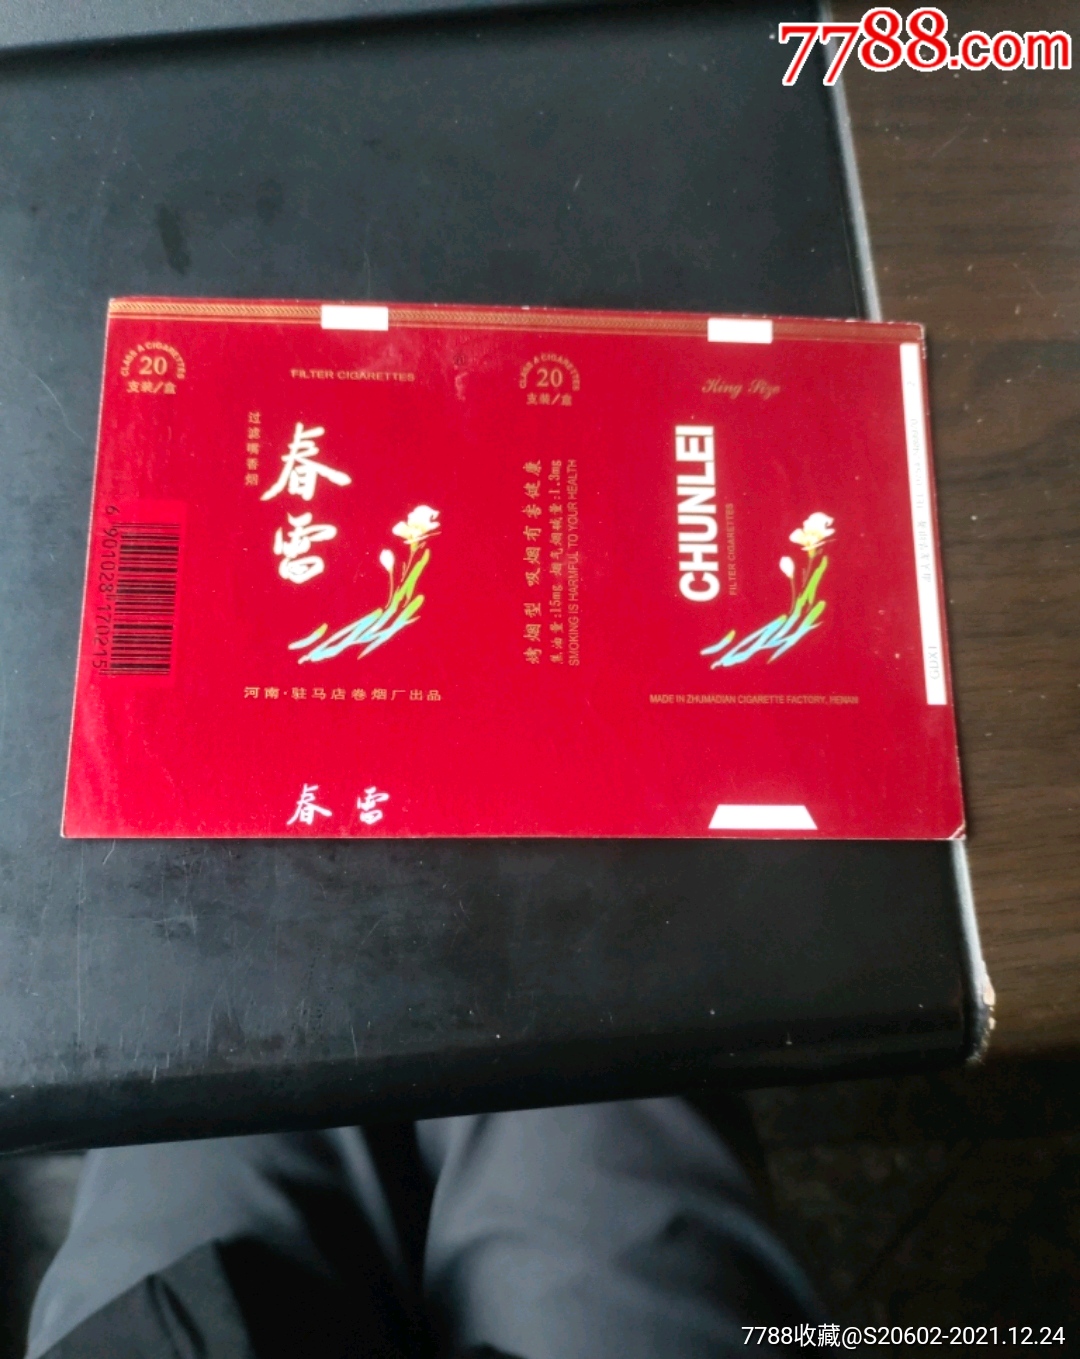 7788.com
CLASS A CIGARETTES
20
支装/盒
FILTER CIGARETTES
过滤嘴香烟
春雷
6 901028 170215
河南·驻马店卷烟厂出品
春雷
CLASS A CIGARETTES
20
支装/盒
烤烟型 吸烟有害健康
焦油量:15mg 烟气烟碱量:1.3mg
SMOKING IS HARMFUL TO YOUR HEALTH
King Size
CHUNLEI
FILTER CIGARETTES
MADE IN ZHUMADIAN CIGARETTE FACTORY, HENAN
GDXT
7788收藏@S20602-2021.12.24